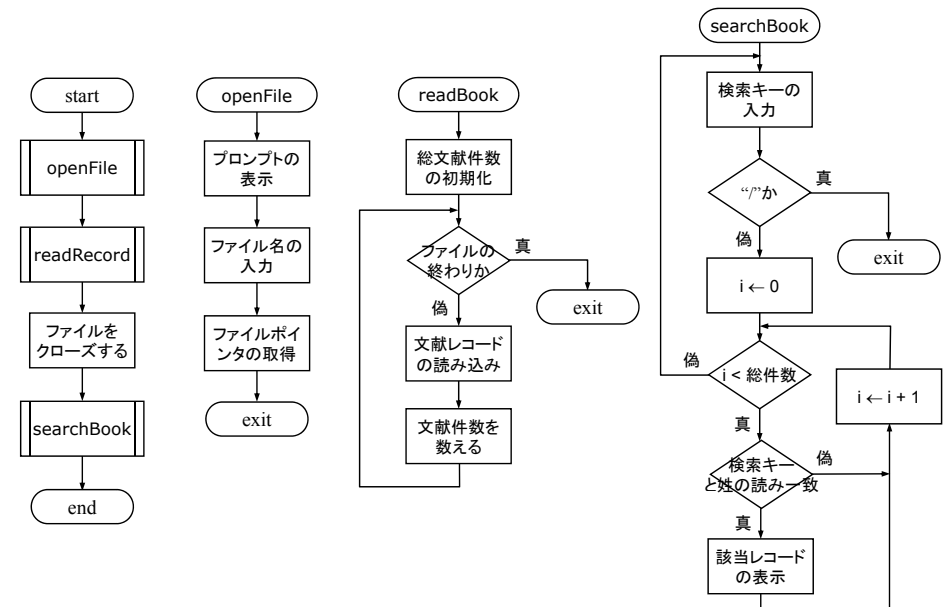 start
openFile
readRecord
ファイルを
クローズする
searchBook
end
openFile
プロンプトの
表示
ファイル名の
入力
ファイルポイ
ンタの取得
exit
readBook
総文献件数
の初期化
ファイルの
終わりか
真
偽
exit
文献レコード
の読み込み
文献件数を
数える
searchBook
検索キーの
入力
“/”か
真
偽
exit
i ← 0
i < 総件数
偽
真
i ← i + 1
検索キー
と姓の読み一致
偽
真
該当レコード
の表示